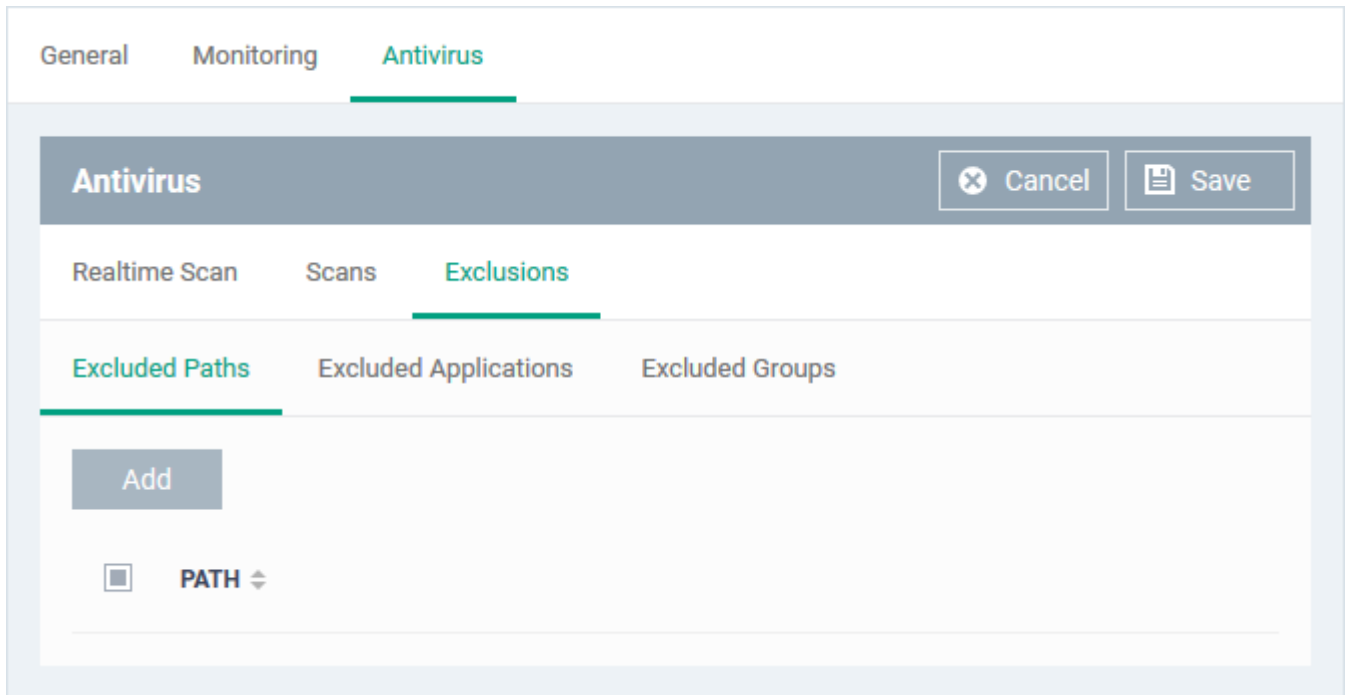 General Monitoring Antivirus
Antivirus Cancel Save
Realtime Scan Scans Exclusions
Excluded Paths Excluded Applications Excluded Groups
Add
PATH